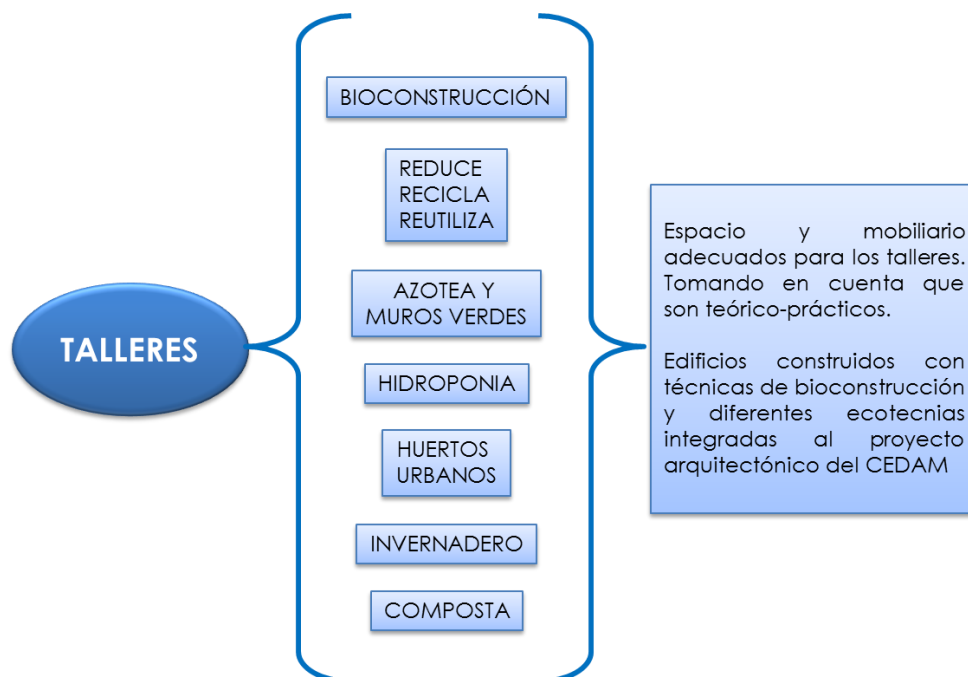 TALLERES
BIOCONSTRUCCIÓN
REDUCE
RECICLA
REUTILIZA
AZOTEA Y
MUROS VERDES
HIDROPONIA
HUERTOS
URBANOS
INVERNADERO
COMPOSTA
Espacio y mobiliario
adecuados para los talleres.
Tomando en cuenta que
son teórico-prácticos.
Edificios construidos con
técnicas de bioconstrucción
y diferentes ecotecnias
integradas al proyecto
arquitectónico del CEDAM